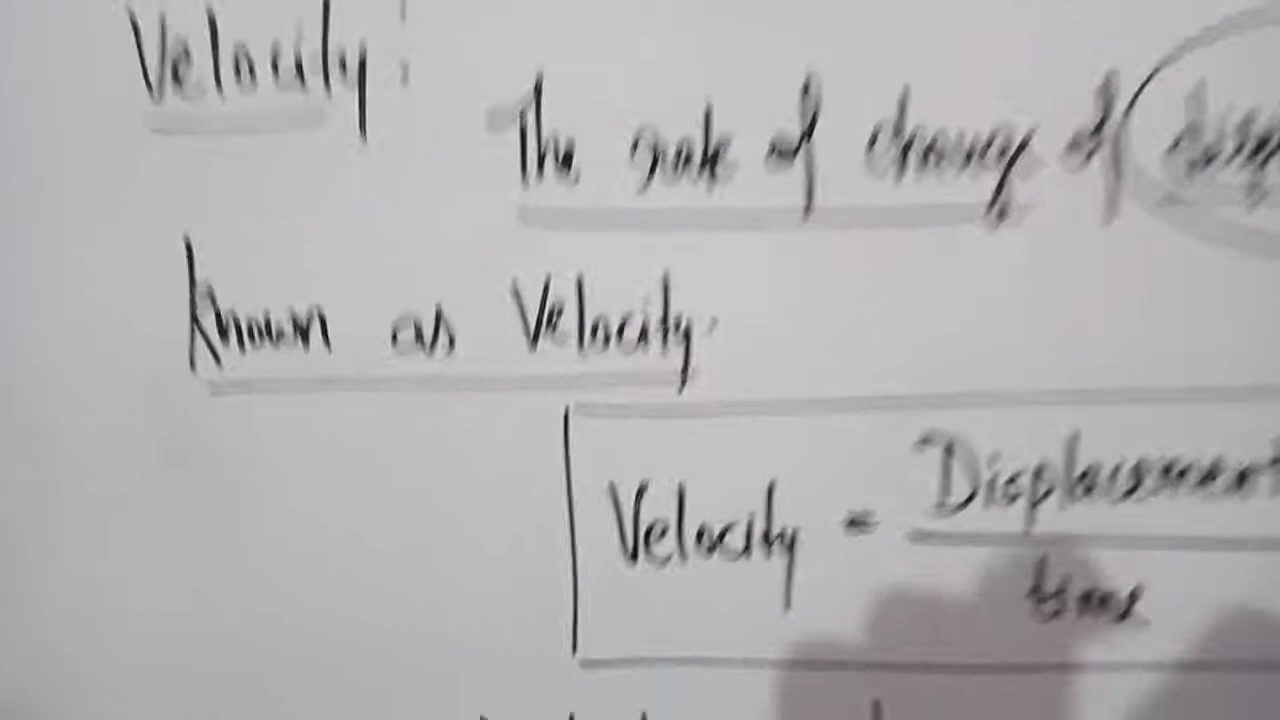 Velocity:
The rate of change of
known as Velocity.
Velocity = Displacement
time